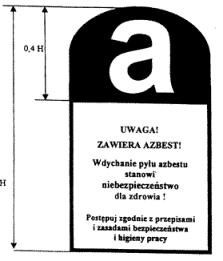 a
0,4 H
H
UWAGA!
ZAWIERA AZBEST!
Wdychanie pyłu azbestu
stanowi
niebezpieczeństwo
dla zdrowia !
Postępuj zgodnie z przepisami
i zasadami bezpieczeństwa
i higieny pracy